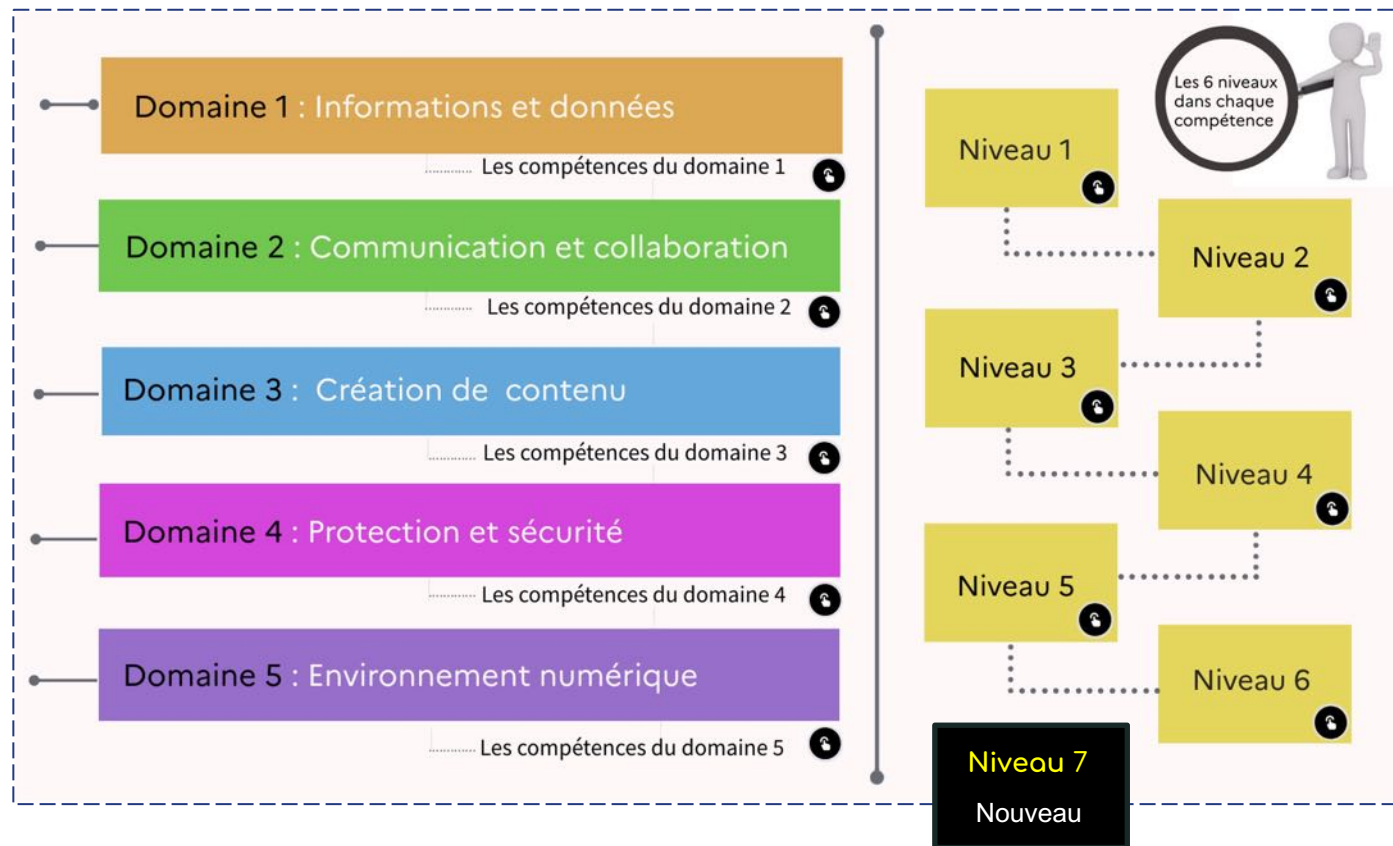 Domaine 1 : Informations et données
Les compétences du domaine 1
Domaine 2 : Communication et collaboration
Les compétences du domaine 2
Domaine 3 : Création de contenu
Les compétences du domaine 3
Domaine 4 : Protection et sécurité
Les compétences du domaine 4
Domaine 5 : Environnement numérique
Les compétences du domaine 5
Les 6 niveaux
dans chaque
compétence
Niveau 1
Niveau 2
Niveau 3
Niveau 4
Niveau 5
Niveau 6
Niveau 7
Nouveau